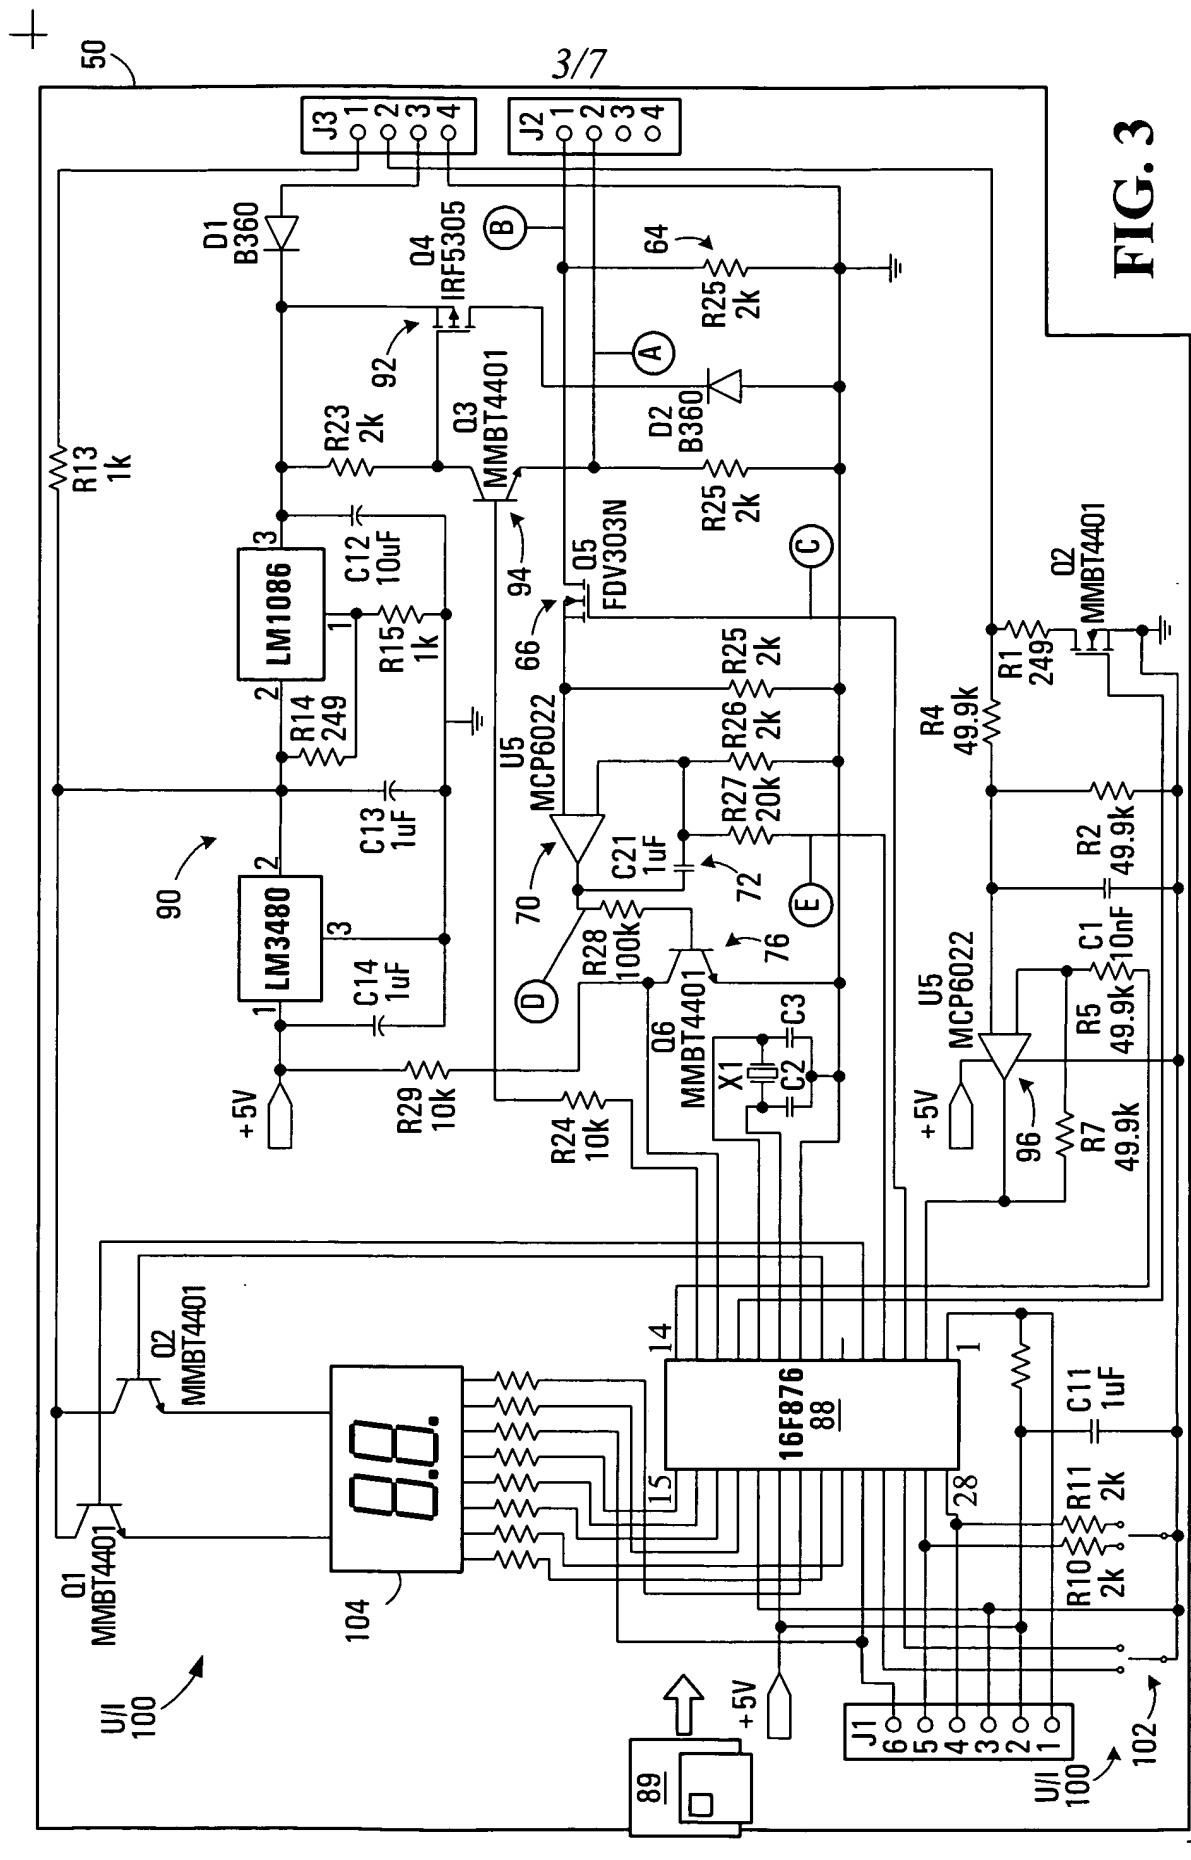 3/7
50
FIG. 3
J3
1
2
3
4
J2
1
2
3
4
D1
B360
Q4
IRF5305
B
64
R25
2k
92
A
R13
1k
R23
2k
Q3
MMBT4401
D2
B360
R25
2k
3
C12
10uF
94
Q5
FDV303N
C
Q2
MMBT4401
LM1086
1
R15
1k
66
R25
2k
R1
249
2
R14
249
U5
MCP6022
R26
2k
R4
49.9k
90
C13
1uF
R27
20k
R2
49.9k
2
70
C21
1uF
72
E
LM3480
3
R28
100k
76
C1
10nF
1
C14
1uF
D
U5
MCP6022
R5
49.9k
Q6
MMBT4401
C3
X1
C2
+5V
R29
10k
R24
10k
+5V
96
R7
49.9k
Q2
MMBT4401
14
1
16F876
88
C11
1uF
15
28
R11
2k
R10
2k
Q1
MMBT4401
104
U/I
100
+5V
89
J1
6
5
4
3
2
1
U/I
100
102